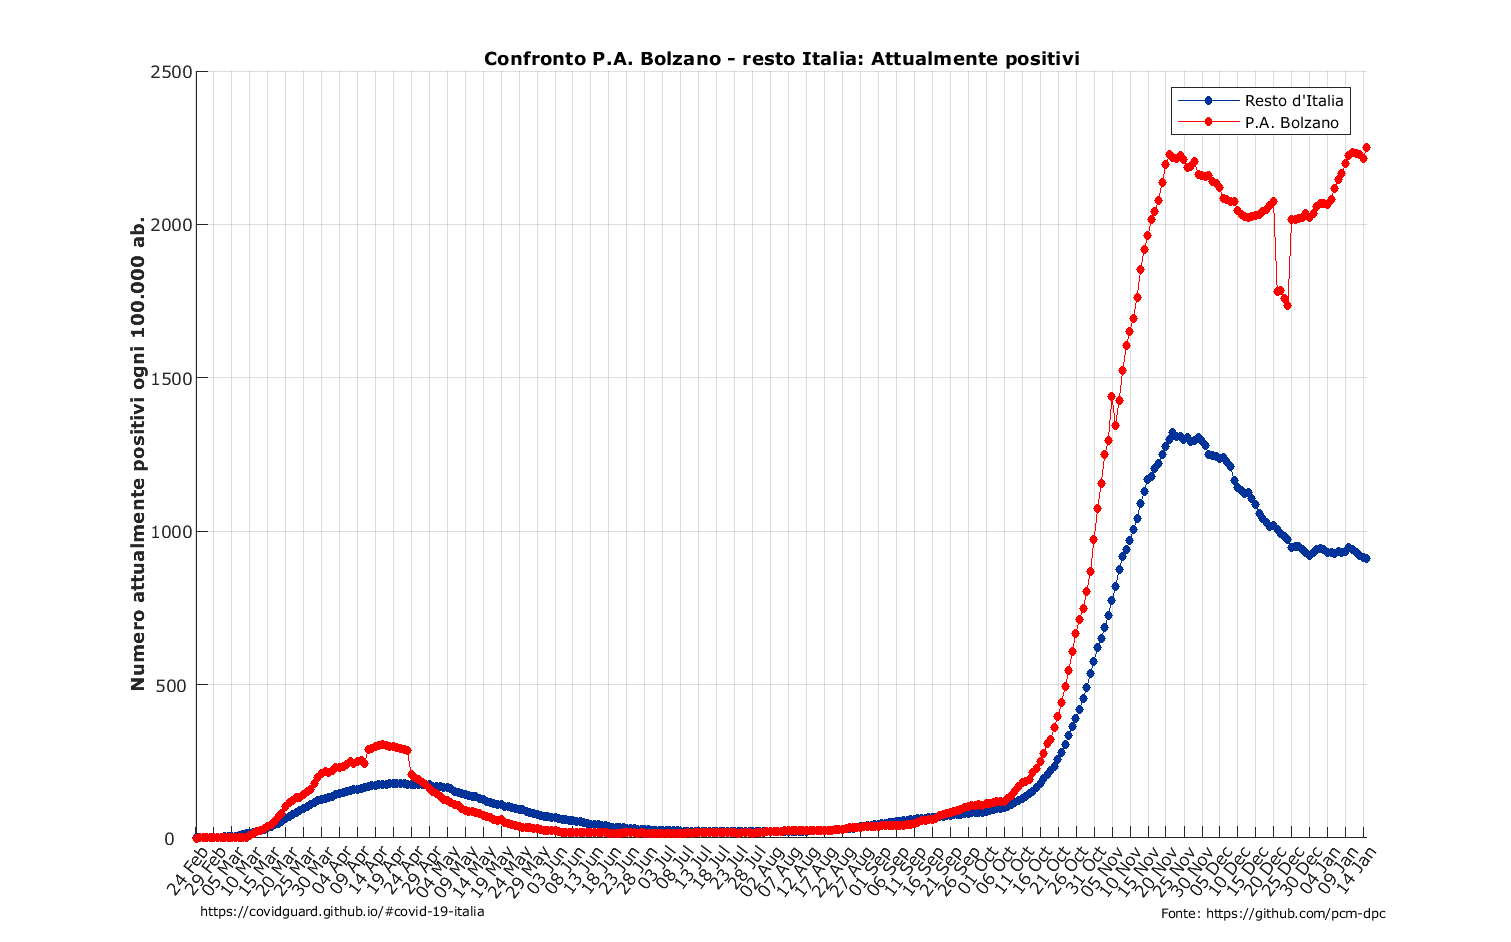 Confronto P.A. Bolzano - resto Italia: Attualmente positivi
Resto d'Italia
P.A. Bolzano
Numero attualmente positivi ogni 100.000 ab.
2500
2000
1500
1000
500
0
24 Feb
29 Feb
05 Mar
10 Mar
15 Mar
20 Mar
25 Mar
30 Mar
04 Apr
09 Apr
14 Apr
19 Apr
24 Apr
29 Apr
04 May
09 May
14 May
19 May
24 May
29 May
03 Jun
08 Jun
13 Jun
18 Jun
23 Jun
28 Jun
03 Jul
08 Jul
13 Jul
18 Jul
23 Jul
28 Jul
02 Aug
07 Aug
12 Aug
17 Aug
22 Aug
27 Aug
01 Sep
06 Sep
11 Sep
16 Sep
21 Sep
26 Sep
01 Oct
06 Oct
11 Oct
16 Oct
21 Oct
26 Oct
31 Oct
05 Nov
10 Nov
15 Nov
20 Nov
25 Nov
30 Nov
05 Dec
10 Dec
15 Dec
20 Dec
25 Dec
30 Dec
04 Jan
09 Jan
14 Jan
https://covidguard.github.io/#covid-19-italia
Fonte: https://github.com/pcm-dpc